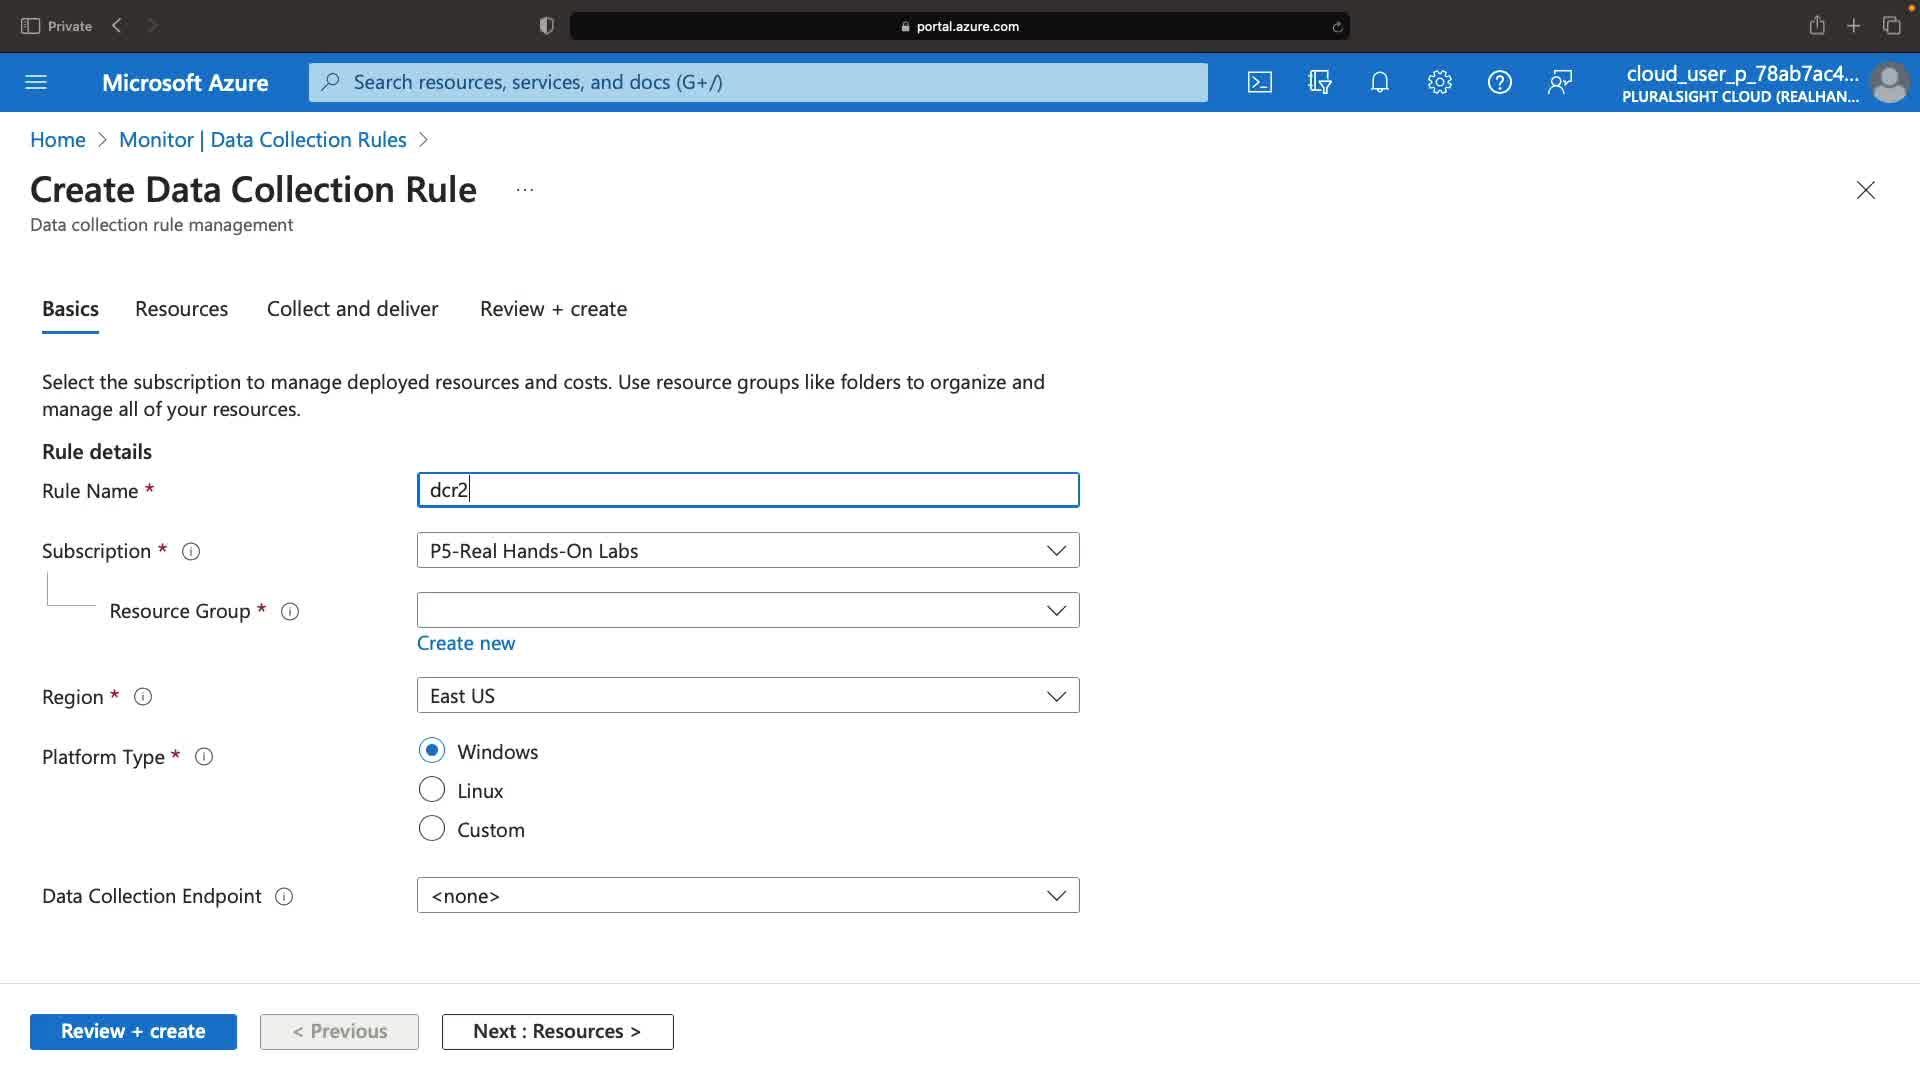 Private
portal.azure.com
Microsoft Azure
Search resources, services, and docs (G+/)
cloud_user_p_78ab7ac4...
PLURALSIGHT CLOUD (REALHAN...
Home > Monitor | Data Collection Rules >
Create Data Collection Rule ...
Data collection rule management
Basics Resources Collect and deliver Review + create
Select the subscription to manage deployed resources and costs. Use resource groups like folders to organize and
manage all of your resources.
Rule details
Rule Name * dcr2
Subscription * P5-Real Hands-On Labs
Resource Group *
Create new
Region * East US
Platform Type * Windows
Linux
Custom
Data Collection Endpoint <none>
Review + create < Previous Next : Resources >